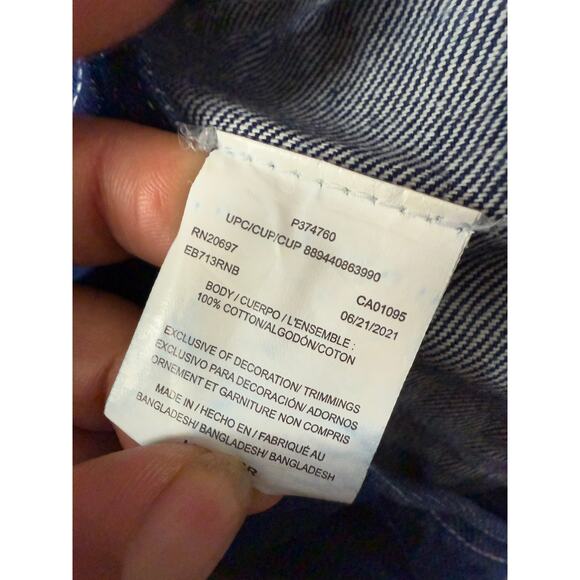 P374760
UPC/CUP/CUP 889440863990
RN20697 CA01095
EB713RNB 06/21/2021
BODY / CUERPO / L'ENSEMBLE :
100% COTTON/ALGODÓN/COTON
EXCLUSIVE OF DECORATION/ TRIMMINGS
EXCLUSIVO PARA DECORACIÓN/ ADORNOS
ORNEMENT ET GARNITURE NON COMPRIS
MADE IN / HECHO EN / FABRIQUÉ AU
BANGLADESH/ BANGLADESH/ BANGLADESH